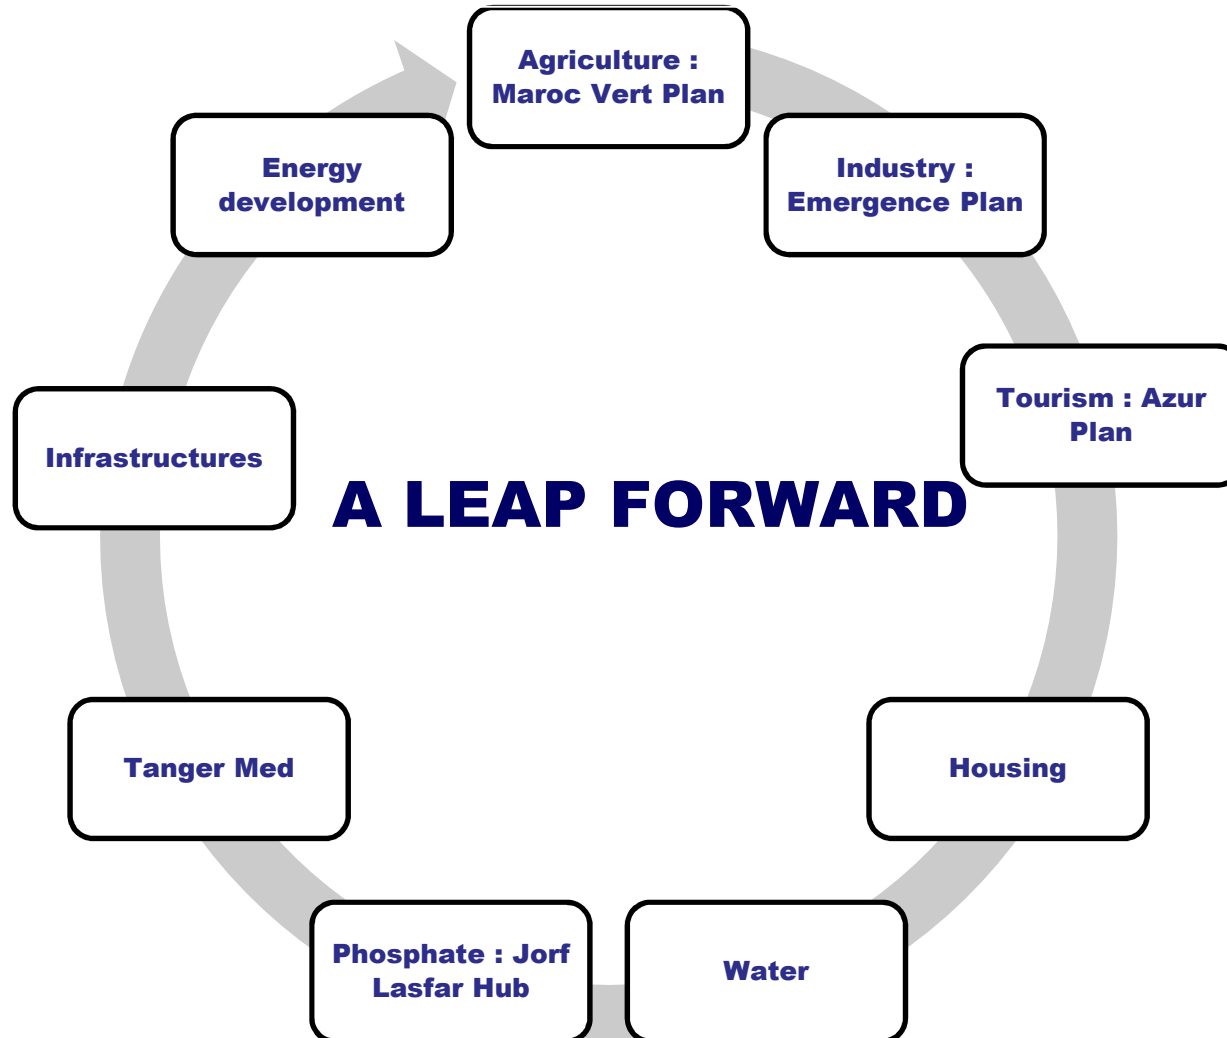 Agriculture :
Maroc Vert Plan
Industry :
Emergence Plan
Tourism : Azur
Plan
Housing
Water
Phosphate : Jorf
Lasfar Hub
Tanger Med
Infrastructures
Energy
development
A LEAP FORWARD